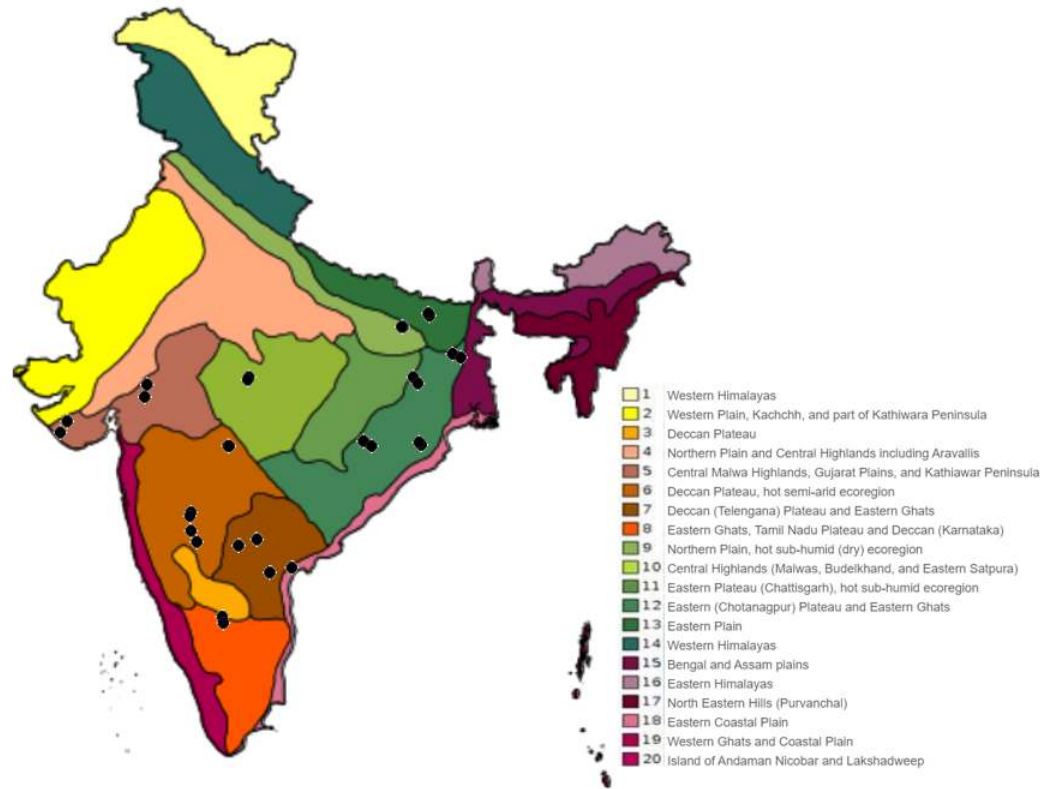 1 Western Himalayas
2 Western Plain, Kachchh, and part of Kathiwara Peninsula
3 Deccan Plateau
4 Northern Plain and Central Highlands including Aravallis
5 Central Malwa Highlands, Gujarat Plains, and Kathiawar Peninsula
6 Deccan Plateau, hot semi-arid ecoregion
7 Deccan (Telengana) Plateau and Eastern Ghats
8 Eastern Ghats, Tamil Nadu Plateau and Deccan (Karnataka)
9 Northern Plain, hot sub-humid (dry) ecoregion
10 Central Highlands (Malwas, Budelkhand, and Eastern Satpura)
11 Eastern Plateau (Chattisgarh), hot sub-humid ecoregion
12 Eastern (Chotanagpur) Plateau and Eastern Ghats
13 Eastern Plain
14 Western Himalayas
15 Bengal and Assam plains
16 Eastern Himalayas
17 North Eastern Hills (Purvanchal)
18 Eastern Coastal Plain
19 Western Ghats and Coastal Plain
20 Island of Andaman Nicobar and Lakshadweep